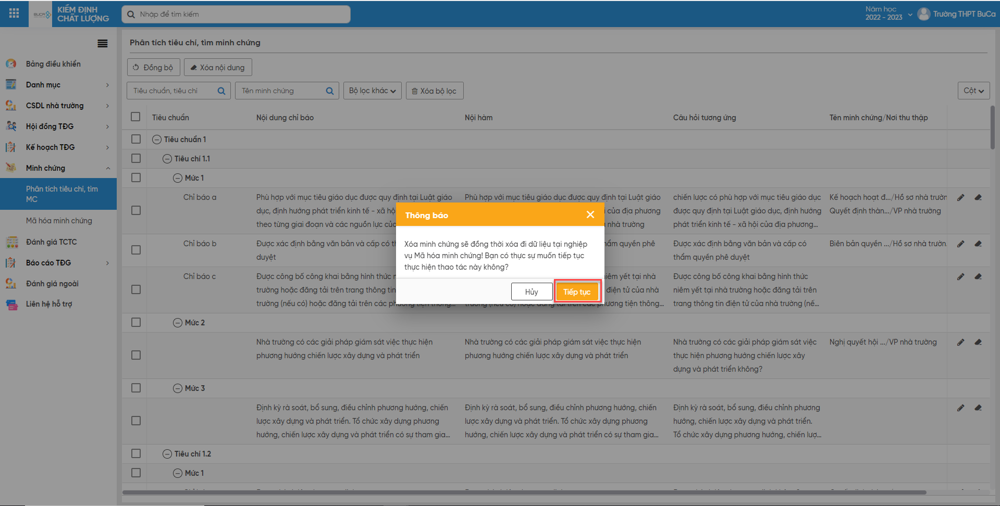 BUCA
KIỂM ĐỊNH
CHẤT LƯỢNG
Nhập để tìm kiếm
Năm học
2022 - 2023
Trường THPT BuCa
Bảng điều khiển
Danh mục
CSDL nhà trường
Hội đồng TĐG
Kế hoạch TĐG
Minh chứng
Phân tích tiêu chí, tìm
MC
Mã hóa minh chứng
Đánh giá TCTC
Báo cáo TĐG
Đánh giá ngoài
Liên hệ hỗ trợ
Phân tích tiêu chí, tìm minh chứng
Đồng bộ
Xóa nội dung
Tiêu chuẩn, tiêu chí
Tên minh chứng
Bộ lọc khác
Xóa bộ lọc
Cột
Tiêu chuẩn
Nội dung chỉ báo
Nội hàm
Câu hỏi tương ứng
Tên minh chứng/Nơi thu thập
Tiêu chuẩn 1
Tiêu chí 1.1
Mức 1
Chỉ báo a
Phù hợp với mục tiêu giáo dục được quy định tại Luật giáo
dục, định hướng phát triển kinh tế - xã hộ
theo từng giai đoạn và các nguồn lực củ
Phù hợp với mục tiêu giáo dục được quy định tại Luật giáo
i của địa phương
nhà trường
chiến lược có phù hợp với mục tiêu giáo dục
được quy định tại Luật giáo dục, định hướng
phát triển kinh tế - xã hội của địa phương...
Kế hoạch hoạt đ.../Hồ sơ nhà trườn
Quyết định thàn.../VP nhà trường
Chỉ báo b
Được xác định bằng văn bản và cấp có t
duyệt
hẩm quyền phê
Được xác định bằng văn bản và cấp có
thẩm quyền phê duyệt
Biên bản quyền .../Hồ sơ nhà trườn.
Chỉ báo c
Được công bố công khai bằng hình thức
trường hoặc đăng tải trên trang thông tin
trường (nếu có) hoặc đăng tải trên các phương tiện thông...
iêm yết tại nhà
điện tử của nhà
trường (nếu có) hoặc đăng tải trên các phương tiện thông...
Được công bố công khai bằng hình thức
niêm yết tại nhà trường hoặc đăng tải trên
trang thông tin điện tử của nhà trường (nế...
Thông báo
Xóa minh chứng sẽ đồng thời xóa đi dữ liệu tại nghiệp
vụ Mã hóa minh chứng! Bạn có thực sự muốn tiếp tục
thực hiện thao tác này không?
Hủy
Tiếp tục
Mức 2
Nhà trường có các giải pháp giám sát việc thực hiện
phương hướng chiến lược xây dựng và phát triển
Nhà trường có các giải pháp giám sát việc thực hiện
phương hướng chiến lược xây dựng và phát triển
Nhà trường có các giải pháp giám sát việc
thực hiện phương hướng chiến lược xây
dựng và phát triển không?
Nghị quyết hội .../VP nhà trường
Mức 3
Định kỳ rà soát, bổ sung, điều chỉnh phương hướng, chiến
lược xây dựng và phát triển. Tổ chức xây dựng phương
hướng, chiến lược xây dựng và phát triển có sự tham gia...
Định kỳ rà soát, bổ sung, điều chỉnh phương hướng, chiến
lược xây dựng và phát triển. Tổ chức xây dựng phương
hướng, chiến lược xây dựng và phát triển có sự tham gia...
Định kỳ rà soát, bổ sung, điều chỉnh phương
hướng, chiến lược xây dựng và phát triển.
Tổ chức xây dựng phương hướng, chiến lượ...
Tiêu chí 1.2
Mức 1